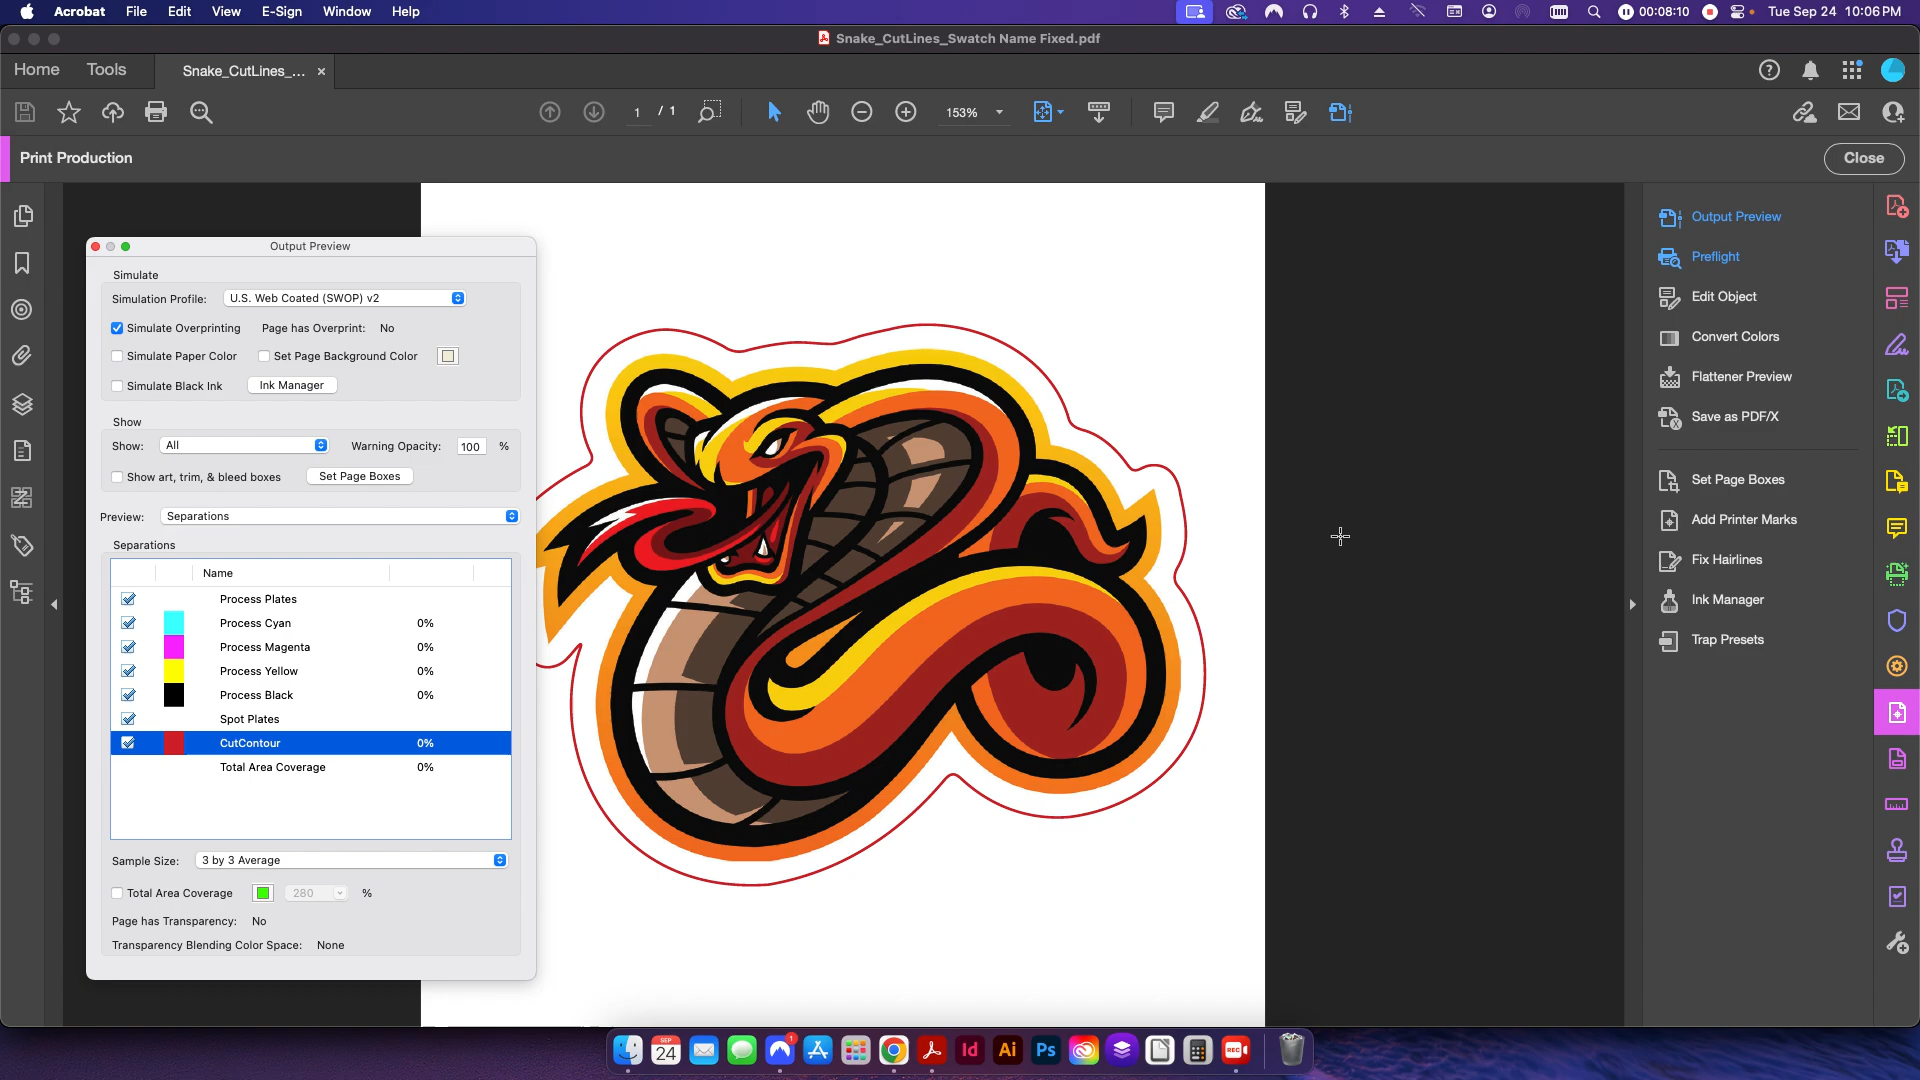 Acrobat File Edit View E-Sign Window Help
00:08:10 Tue Sep 24 10:06 PM
Snake_CutLines_Swatch Name Fixed.pdf
Home Tools Snake_CutLines_... ×
1 / 1 153%
Print Production
Close
Output Preview
Simulate
Simulation Profile: U.S. Web Coated (SWOP) v2
Simulate Overprinting Page has Overprint: No
Simulate Paper Color Set Page Background Color
Simulate Black Ink Ink Manager
Show
Show: All Warning Opacity: 100 %
Show art, trim, & bleed boxes Set Page Boxes
Preview: Separations
Separations
Name
Process Plates
Process Cyan 0%
Process Magenta 0%
Process Yellow 0%
Process Black 0%
Spot Plates
CutContour 0%
Total Area Coverage 0%
Sample Size: 3 by 3 Average
Total Area Coverage 280 %
Page has Transparency: No
Transparency Blending Color Space: None
Output Preview
Preflight
Edit Object
Convert Colors
Flattener Preview
Save as PDF/X
Set Page Boxes
Add Printer Marks
Fix Hairlines
Ink Manager
Trap Presets
SEP
24
1
Id
Ai
Ps
REC